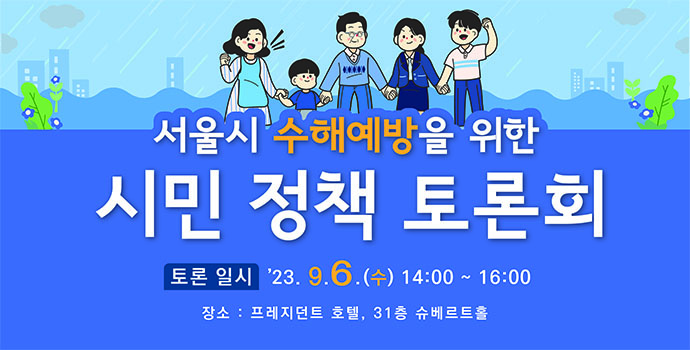 서울시 수해예방을 위한
시민 정책 토론회
토론 일시 '23. 9.6.(수) 14:00 ~ 16:00
장소 : 프레지던트 호텔, 31층 슈베르트홀